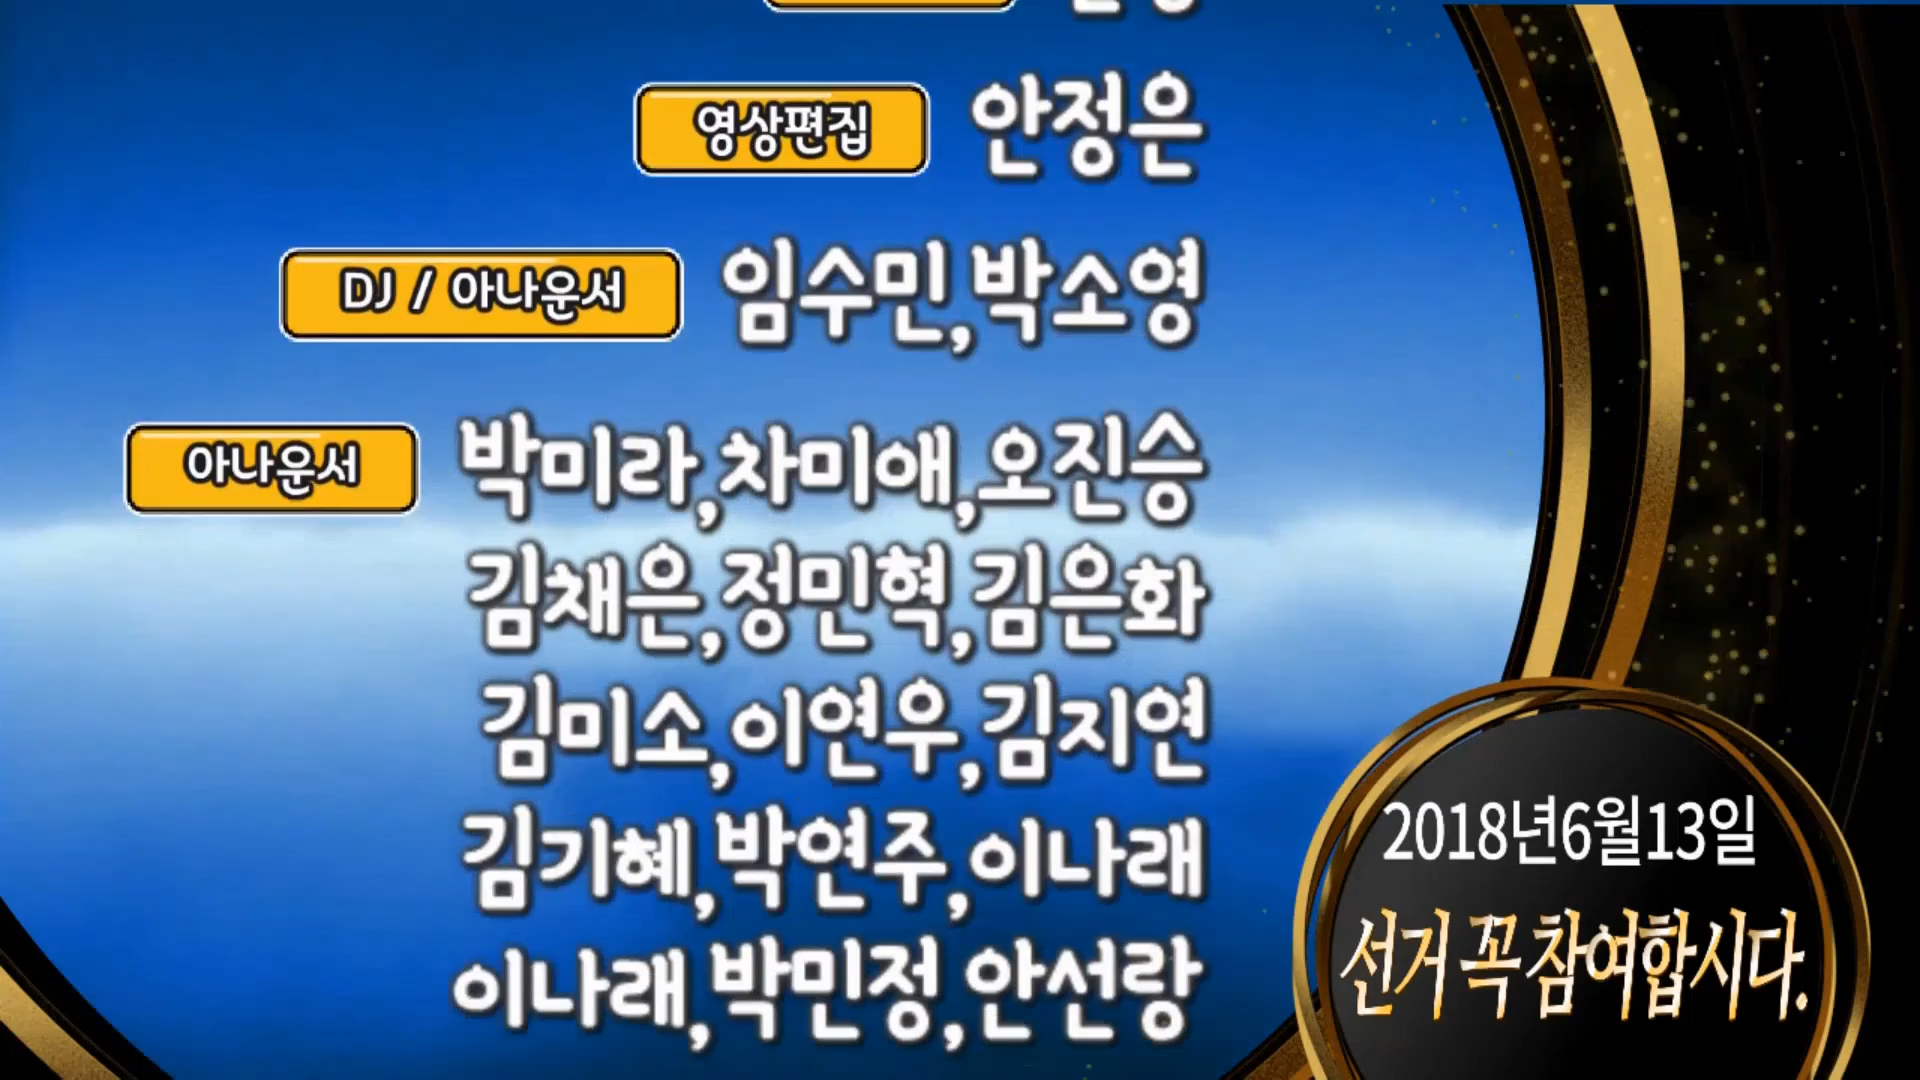 영상편집 안정은
DJ / 아나운서 임수민,박소영
아나운서 박미라,차미애,오진승
김채은,정민혁,김은화
김미소,이연우,김지연
김기혜,박연주,이나래
이나래,박민정,안선랑
2018년6월13일
선거 꼭 참여합시다.